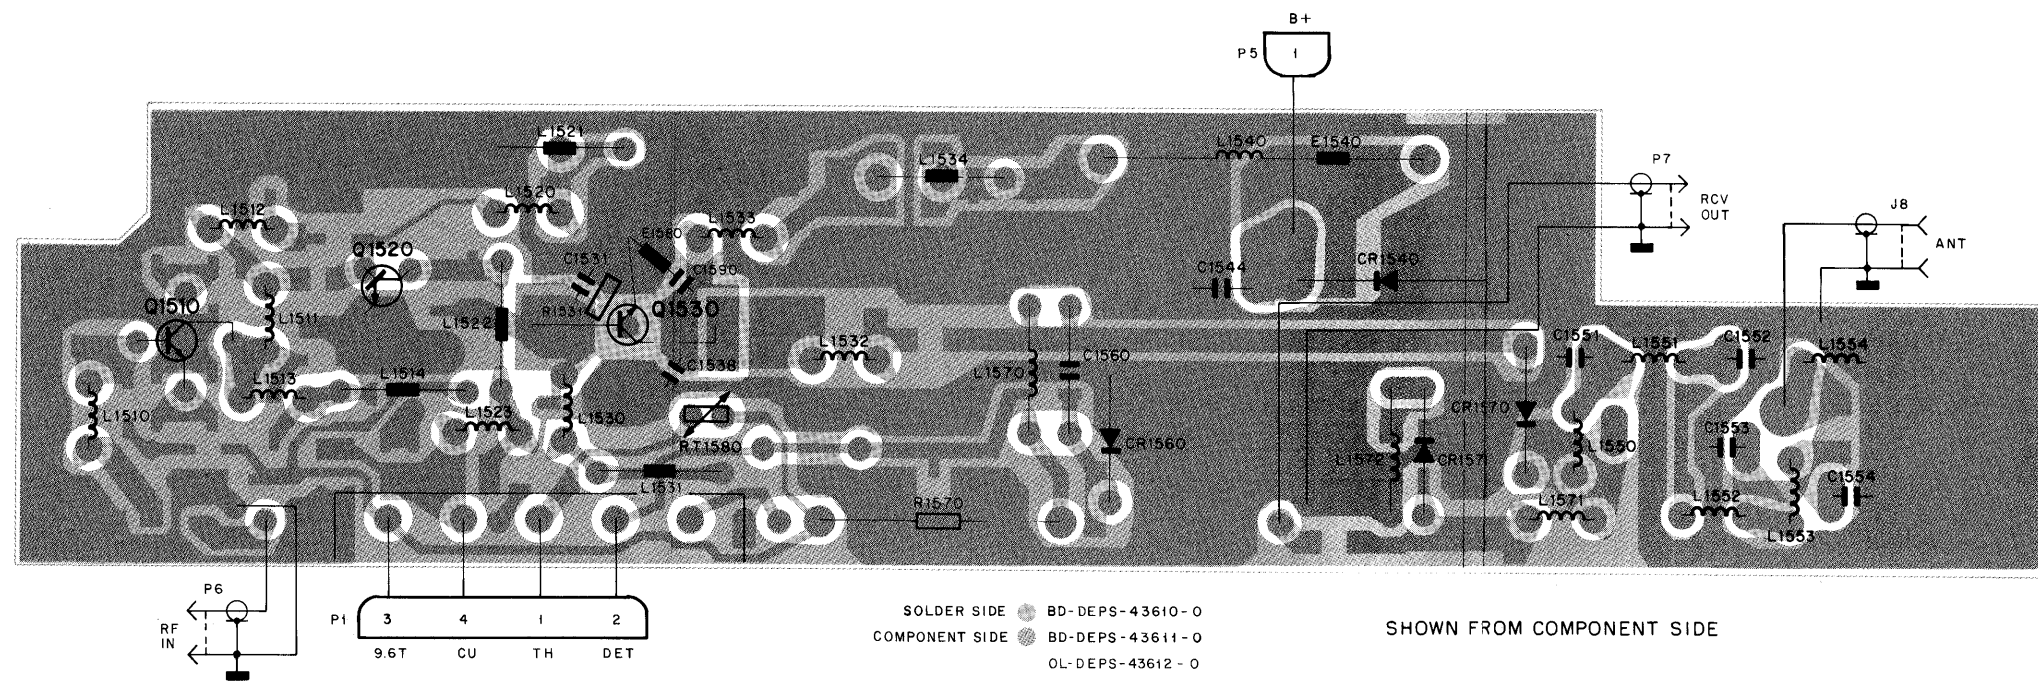 B+
P5
1
L1521
L1534
L1540
E1540
P7
RCV
OUT
J8
ANT
L1512
L1520
L1533
Q1520
E1580
C1531
C1590
C1544
CR1540
Q1510
L1511
L1522
R1531
Q1530
L1532
C1538
C1560
L1570
C1551
L1551
C1552
L1554
L1513
L1514
L1510
L1523
L1530
RT1580
CR1560
CR1570
L1550
C1553
L1572
CR157
L1531
R1570
L1571
L1552
C1554
L1553
P6
RF
IN
P1
3
4
1
2
9.6T
CU
TH
DET
SOLDER SIDE BD-DEPS-43610-0
COMPONENT SIDE BD-DEPS-43611-0
OL-DEPS-43612-0
SHOWN FROM COMPONENT SIDE